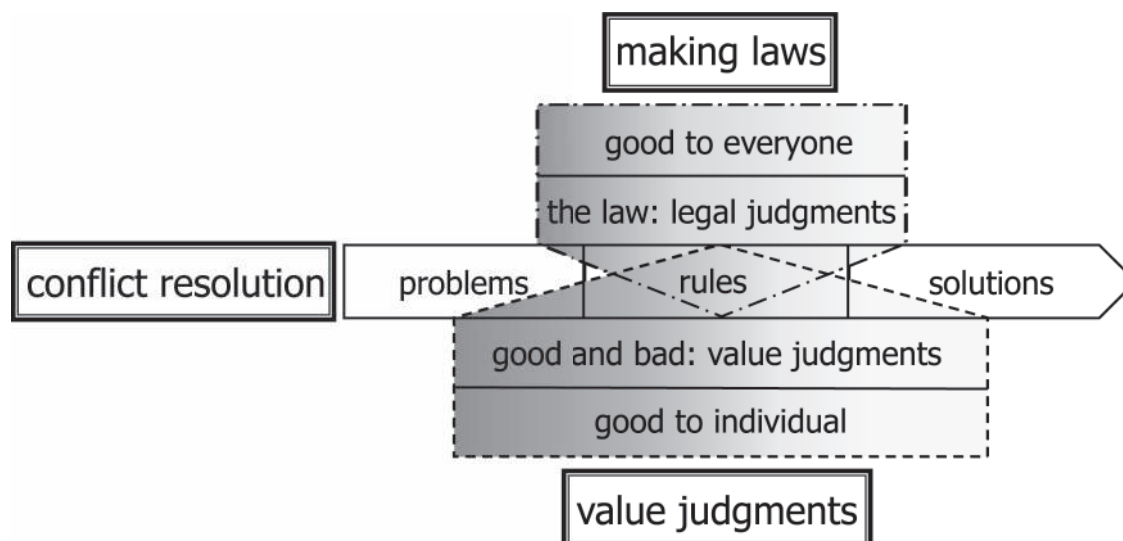 making laws
good to everyone
the law: legal judgments
conflict resolution
problems
rules
solutions
good and bad: value judgments
good to individual
value judgments